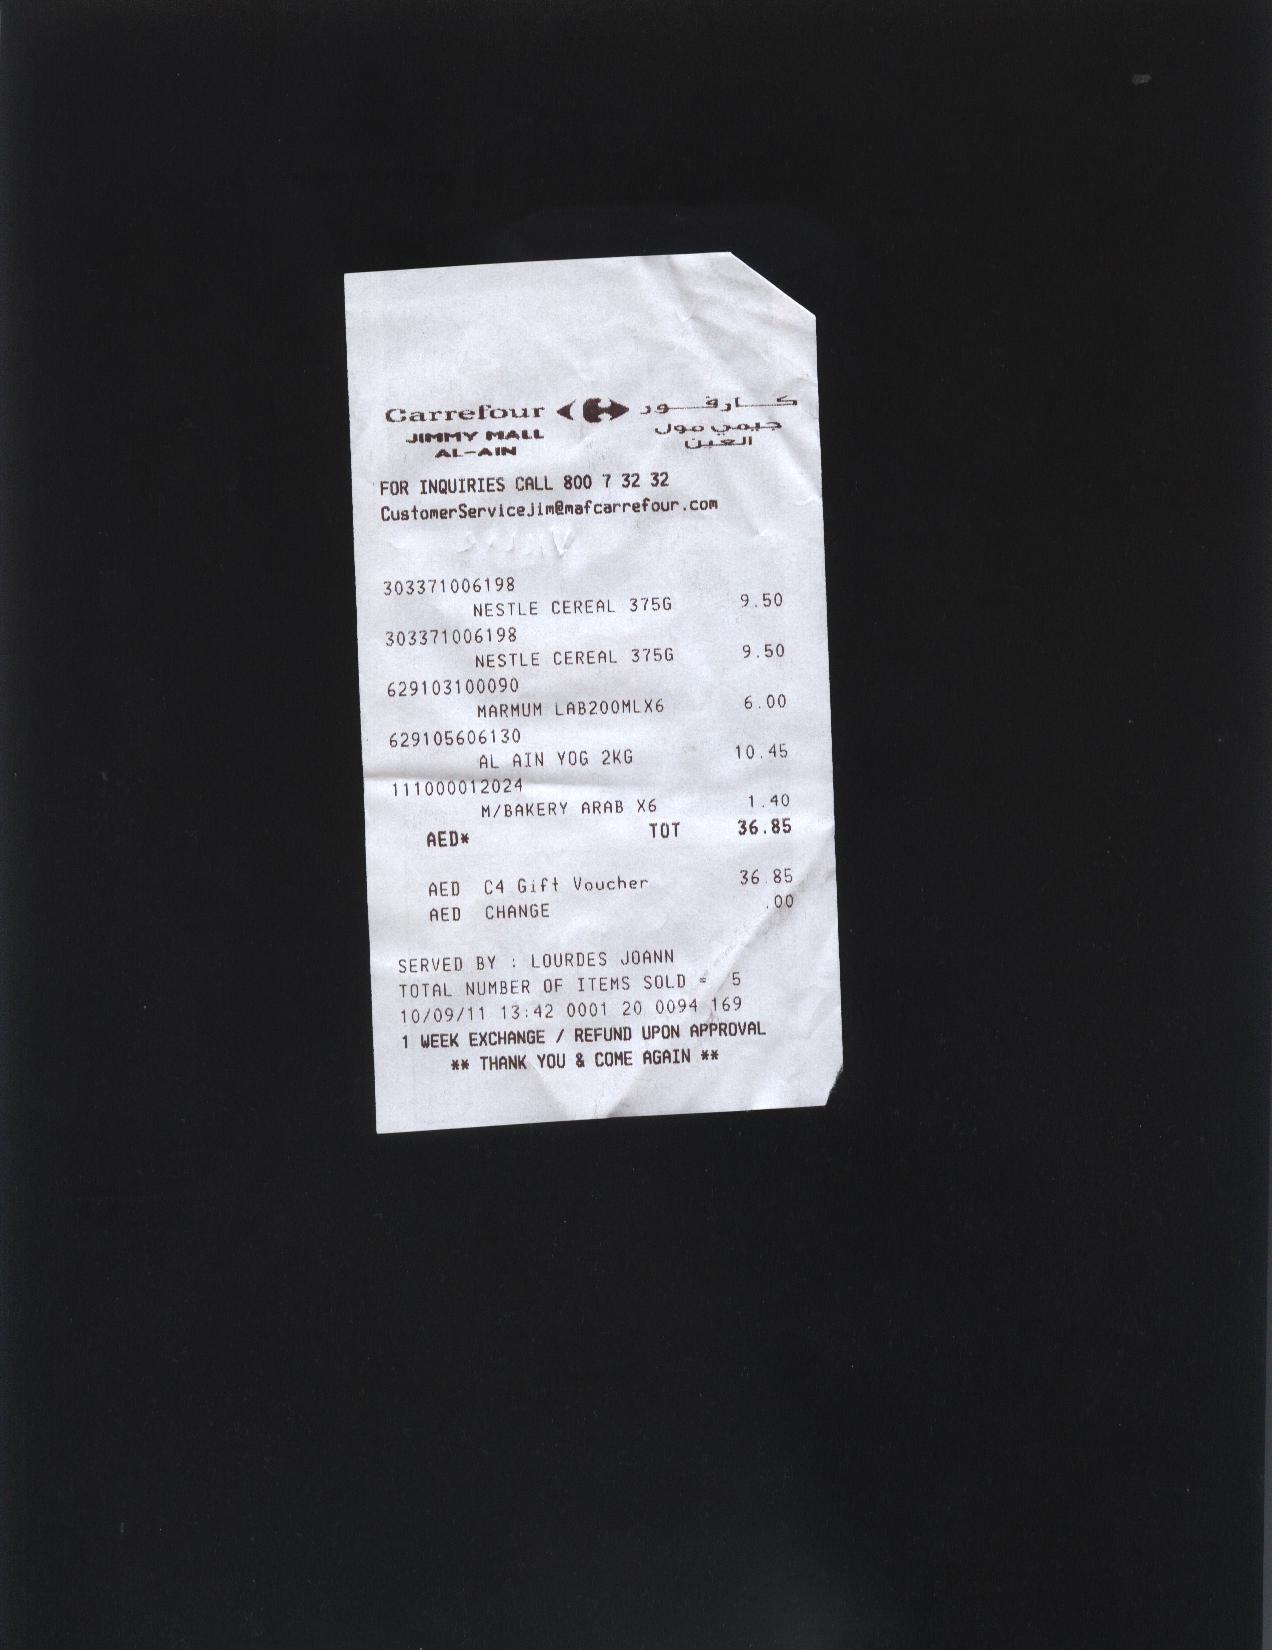 Carrefour كارفور
JIMMY MALL جيمي مول
AL-AIN العين
FOR INQUIRIES CALL 800 7 32 32
CustomerServiceJim@mafcarrefour.com
303371006198
NESTLE CEREAL 375G 9.50
303371006198
NESTLE CEREAL 375G 9.50
629103100090
MARMUM LAB200MLX6 6.00
629105606130
AL AIN YOG 2KG 10.45
111000012024
M/BAKERY ARAB X6 1.40
AED* TOT 36.85
AED C4 Gift Voucher 36.85
AED CHANGE .00
SERVED BY : LOURDES JOANN
TOTAL NUMBER OF ITEMS SOLD = 5
10/09/11 13:42 0001 20 0094 169
1 WEEK EXCHANGE / REFUND UPON APPROVAL
** THANK YOU & COME AGAIN **